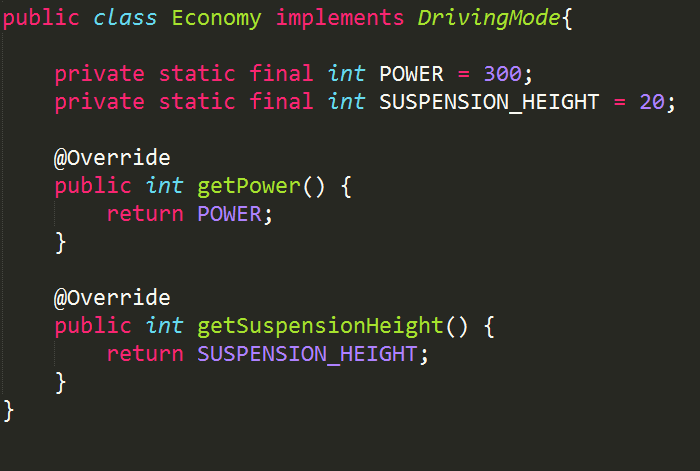 public class Economy implements DrivingMode{
private static final int POWER = 300;
private static final int SUSPENSION_HEIGHT = 20;
@Override
public int getPower() {
return POWER;
}
@Override
public int getSuspensionHeight() {
return SUSPENSION_HEIGHT;
}
}